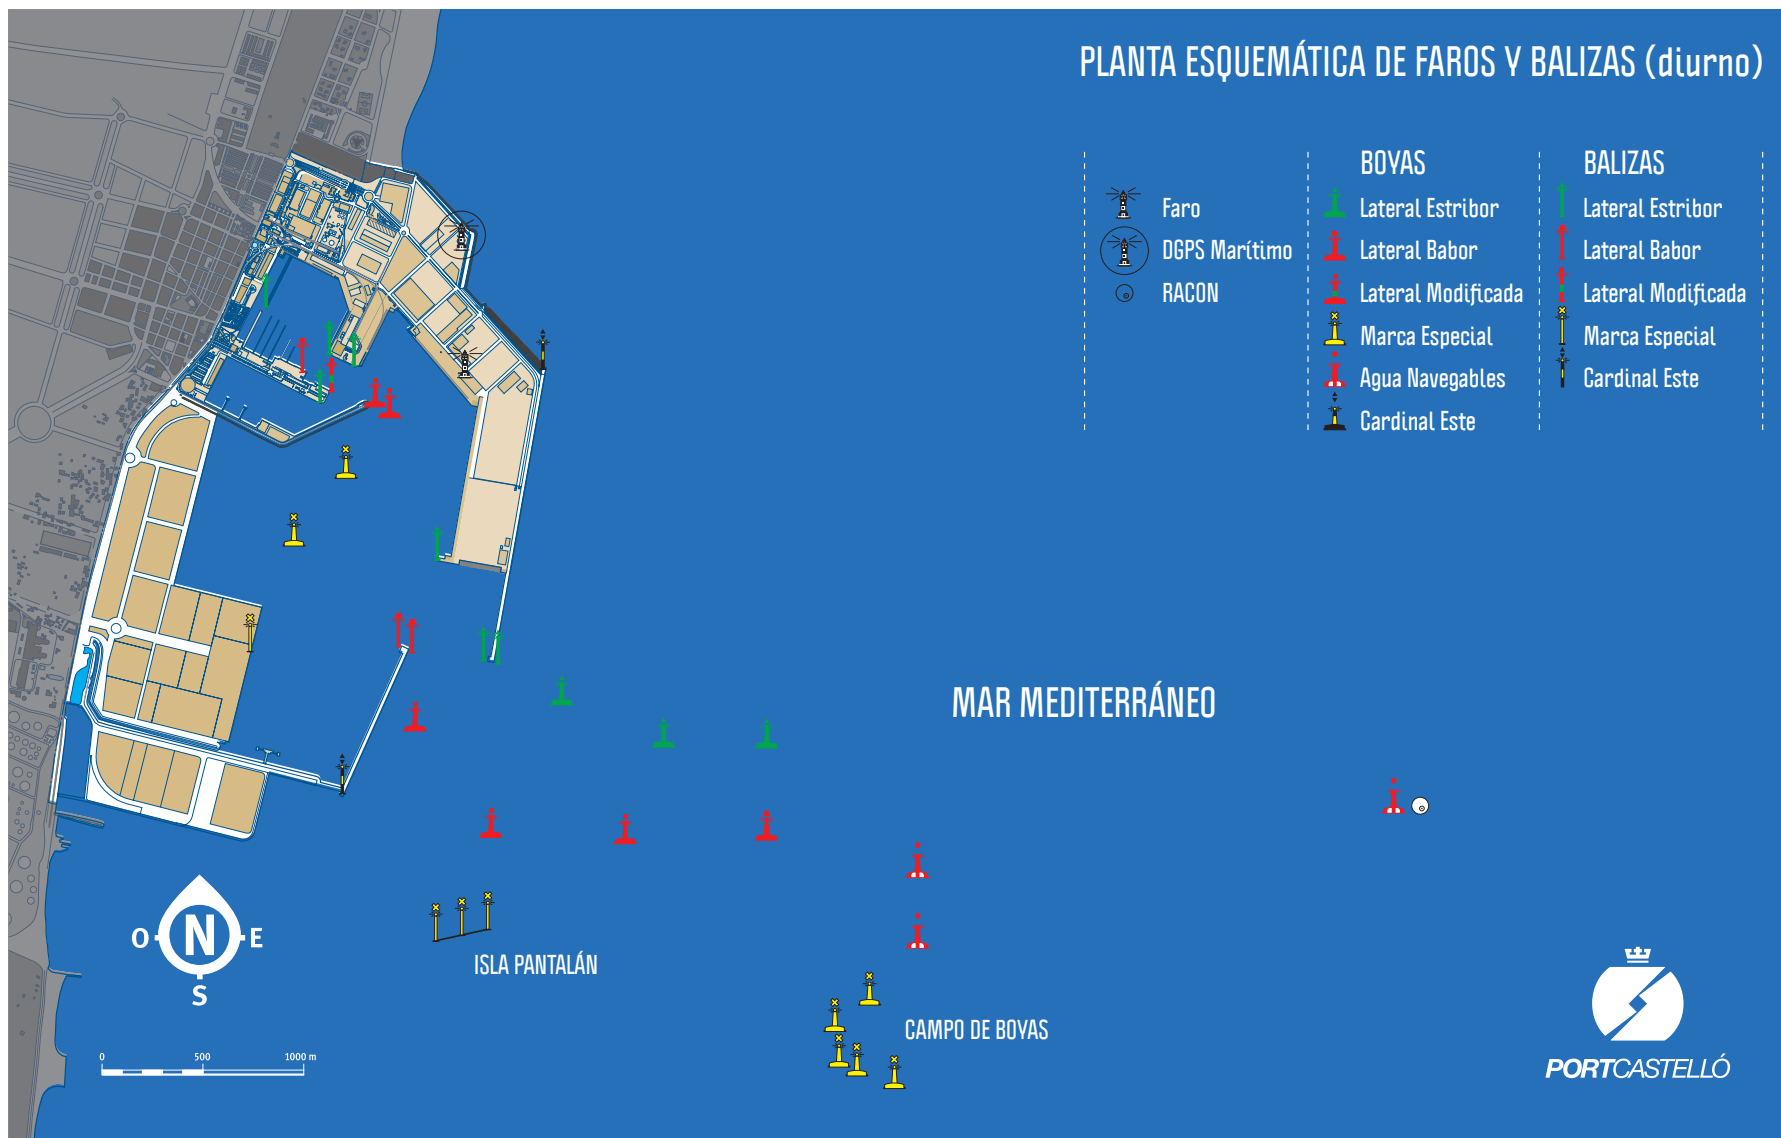 PLANTA ESQUEMÁTICA DE FAROS Y BALIZAS (diurno)
Faro
DGPS Marítimo
RACON
BOYAS
Lateral Estribor
Lateral Babor
Lateral Modificada
Marca Especial
Agua Navegables
Cardinal Este
BALIZAS
Lateral Estribor
Lateral Babor
Lateral Modificada
Marca Especial
Cardinal Este
MAR MEDITERRÁNEO
ISLA PANTALÁN
CAMPO DE BOYAS
O N E
S
0 500 1000 m
PORTCASTELLÓ